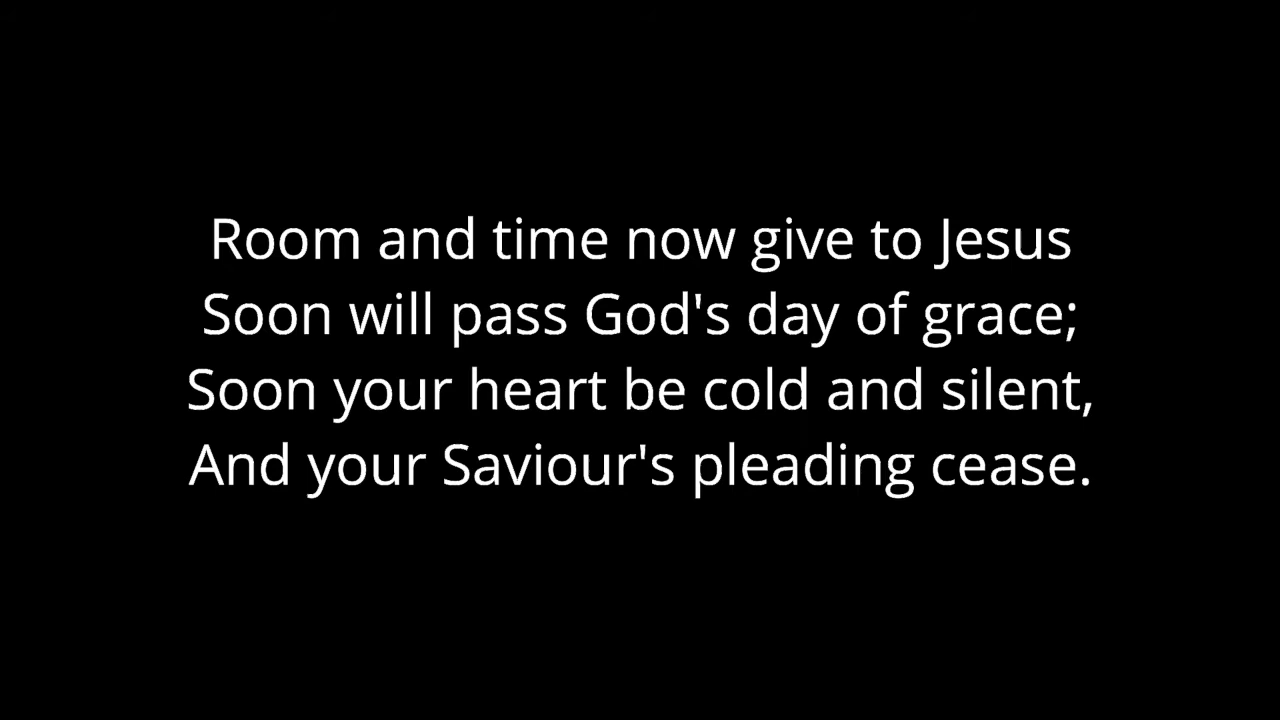 Room and time now give to Jesus
Soon will pass God's day of grace;
Soon your heart be cold and silent,
And your Saviour's pleading cease.